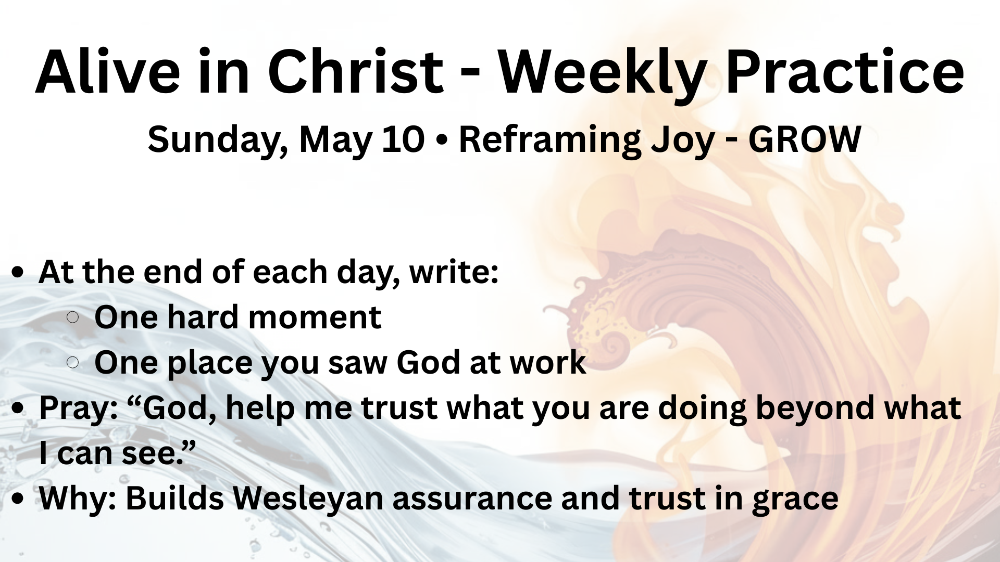 Alive in Christ - Weekly Practice
Sunday, May 10 • Reframing Joy - GROW
• At the end of each day, write:
○ One hard moment
○ One place you saw God at work
• Pray: “God, help me trust what you are doing beyond what
I can see.”
• Why: Builds Wesleyan assurance and trust in grace